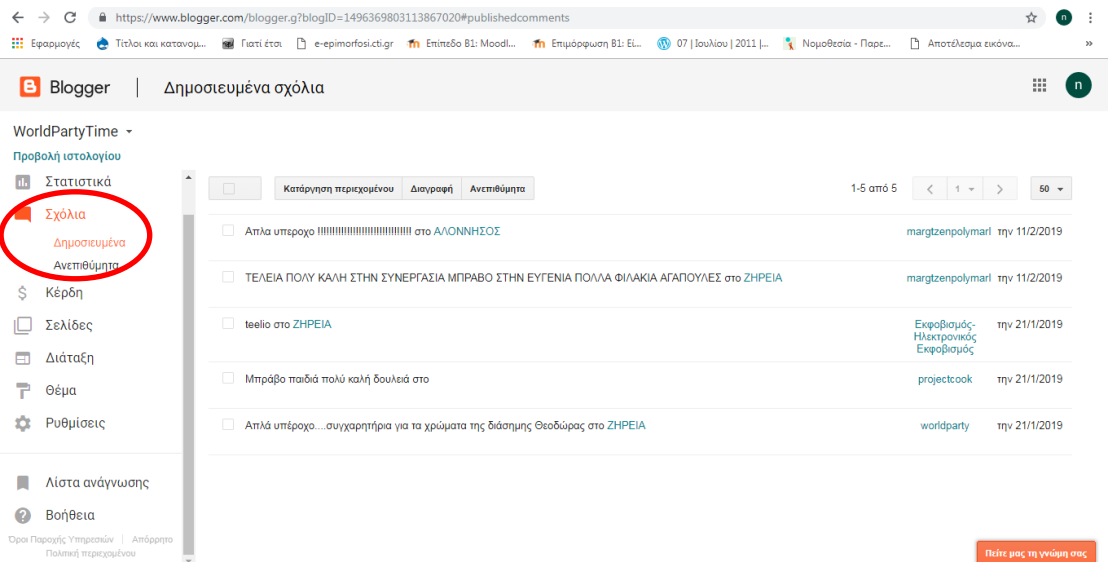 https://www.blogger.com/blogger.g?blogID=1496369803113867020#publishedcomments
n
Εφαρμογές Τίτλοι και κατανομ... Γιατί έτσι e-epimorfosi.cti.gr Επίπεδο Β1: Moodl... Επιμόρφωση Β1: Εί... 07 | Ιουλίου | 2011 |... Νομοθεσία - Παρε... Αποτέλεσμα εικόνα... »
Blogger | Δημοσιευμένα σχόλια n
WorldPartyTime
Προβολή ιστολογίου
Στατιστικά
Σχόλια
Δημοσιευμένα
Ανεπιθύμητα
Κέρδη
Σελίδες
Διάταξη
Θέμα
Ρυθμίσεις
Λίστα ανάγνωσης
Βοήθεια
Όροι Παροχής Υπηρεσιών | Απόρρητο
Πολιτική περιεχομένου
Κατάργηση περιεχομένου Διαγραφή Ανεπιθύμητα 1-5 από 5 1 50
Απλα υπεροχο !!!!!!!!!!!!!!!!!!!!!!!!!!!!!!!! στο ΑΛΟΝΝΗΣΟΣ margtzenpolymarl την 11/2/2019
ΤΕΛΕΙΑ ΠΟΛΥ ΚΑΛΗ ΣΤΗΝ ΣΥΝΕΡΓΑΣΙΑ ΜΠΡΑΒΟ ΣΤΗΝ ΕΥΓΕΝΙΑ ΠΟΛΛΑ ΦΙΛΑΚΙΑ ΑΓΑΠΟΥΛΕΣ στο ΖΗΡΕΙΑ margtzenpolymarl την 11/2/2019
teelio στο ΖΗΡΕΙΑ Εκφοβισμός- την 21/1/2019
Ηλεκτρονικός
Εκφοβισμός
Μπράβο παιδιά πολύ καλή δουλειά στο projectcook την 21/1/2019
Απλά υπέροχο....συγχαρητήρια για τα χρώματα της διάσημης Θεοδώρας στο ΖΗΡΕΙΑ worldparty την 21/1/2019
Πείτε μας τη γνώμη σας